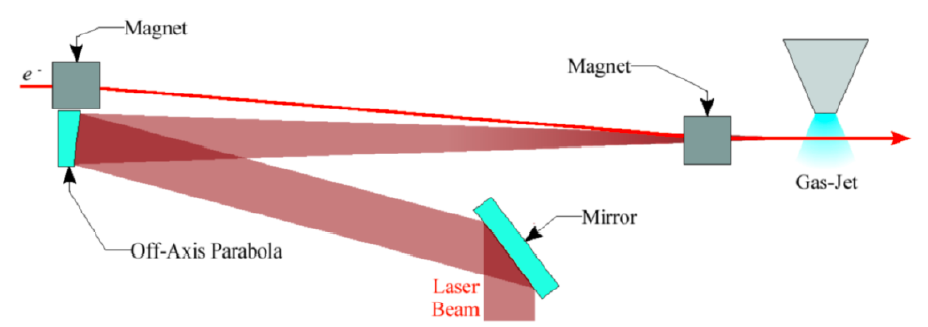 Magnet
e -
Magnet
Gas-Jet
Mirror
Off-Axis Parabola
Laser
Beam